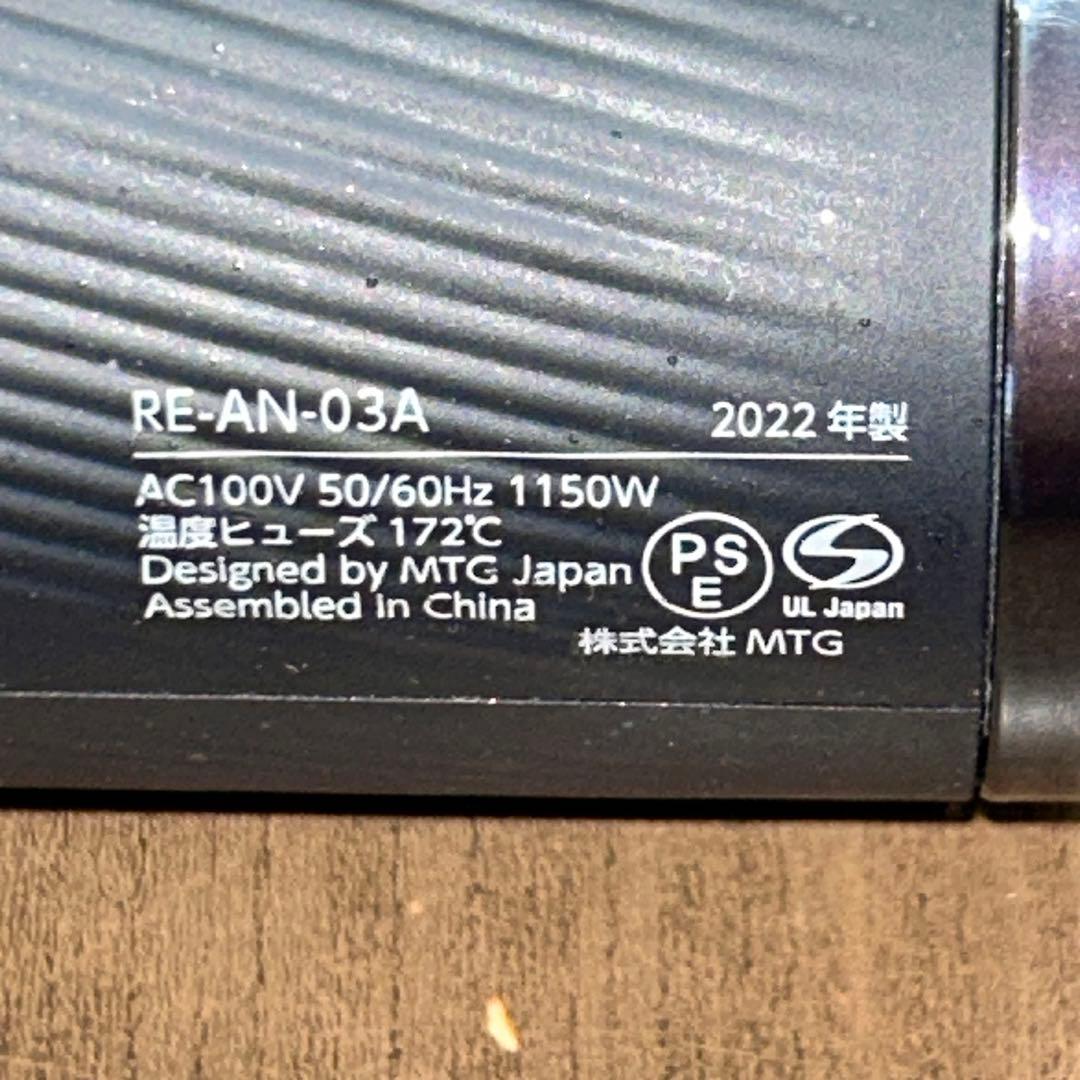 RE-AN-03A 2022 年製
AC100V 50/60Hz 1150W
温度ヒューズ 172℃
Designed by MTG Japan
Assembled in China
PS
E
UL Japan
株式会社 MTG